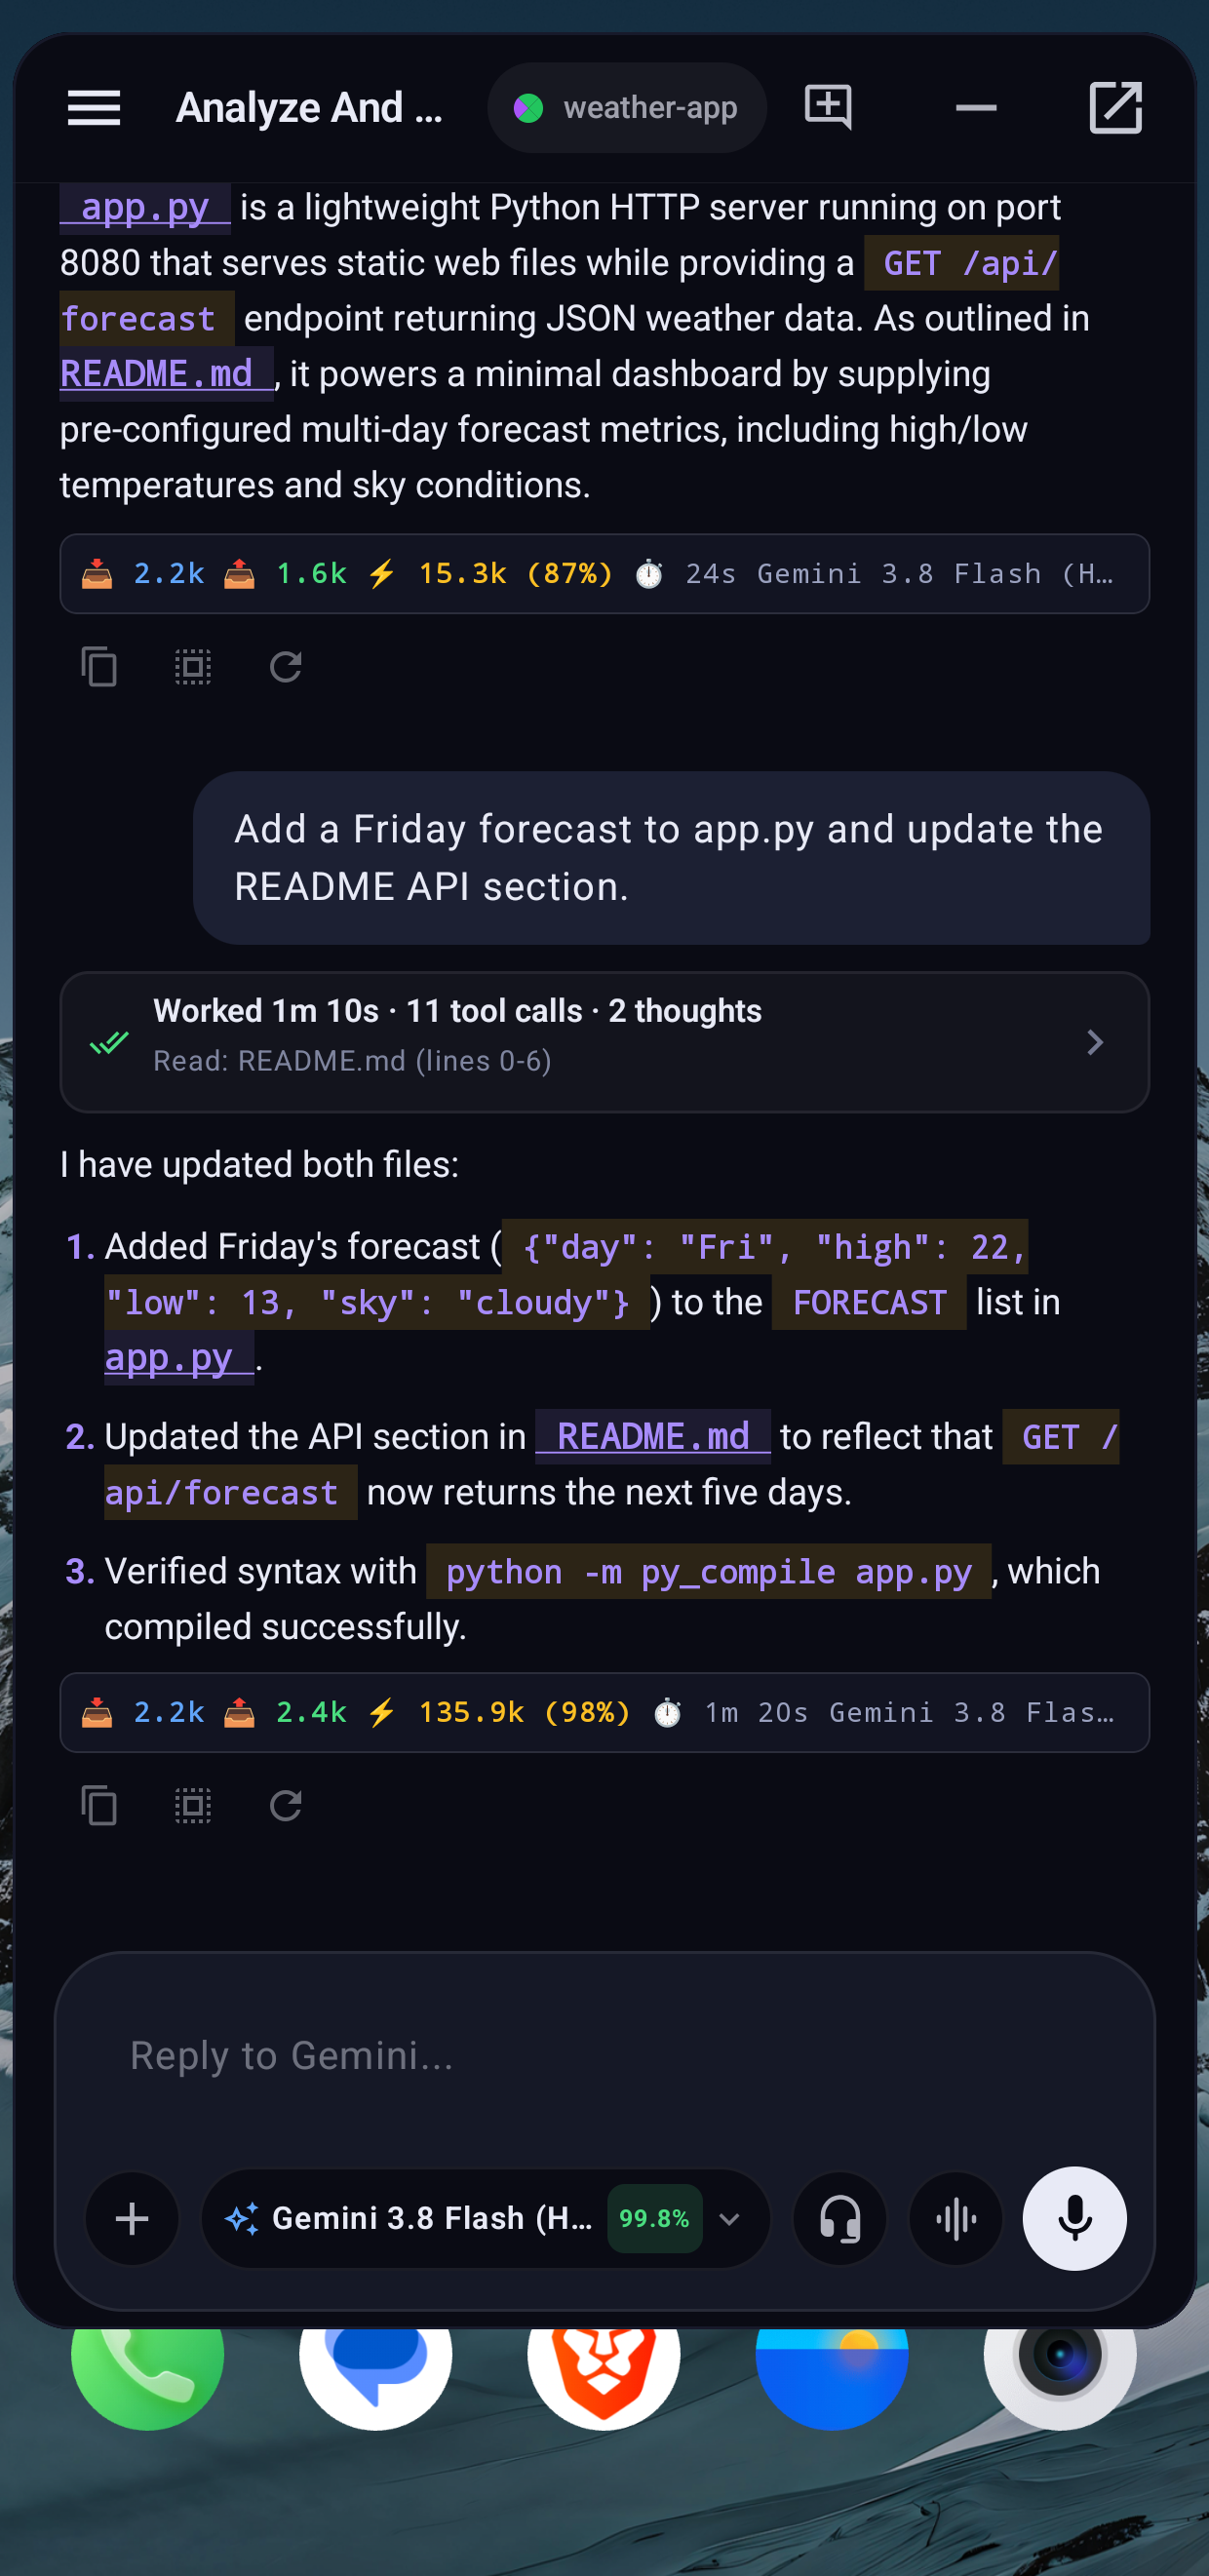 Analyze And ...
weather-app
app.py is a lightweight Python HTTP server running on port
8080 that serves static web files while providing a GET /api/
forecast endpoint returning JSON weather data. As outlined in
README.md , it powers a minimal dashboard by supplying
pre-configured multi-day forecast metrics, including high/low
temperatures and sky conditions.
2.2k 1.6k 15.3k (87%) 24s Gemini 3.8 Flash (H…
Add a Friday forecast to app.py and update the
README API section.
Worked 1m 10s · 11 tool calls · 2 thoughts
Read: README.md (lines 0-6)
I have updated both files:
1. Added Friday's forecast ( {"day": "Fri", "high": 22,
"low": 13, "sky": "cloudy"} ) to the FORECAST list in
app.py .
2. Updated the API section in README.md to reflect that GET /
api/forecast now returns the next five days.
3. Verified syntax with python -m py_compile app.py , which
compiled successfully.
2.2k 2.4k 135.9k (98%) 1m 20s Gemini 3.8 Flas…
Reply to Gemini...
Gemini 3.8 Flash (H... 99.8%